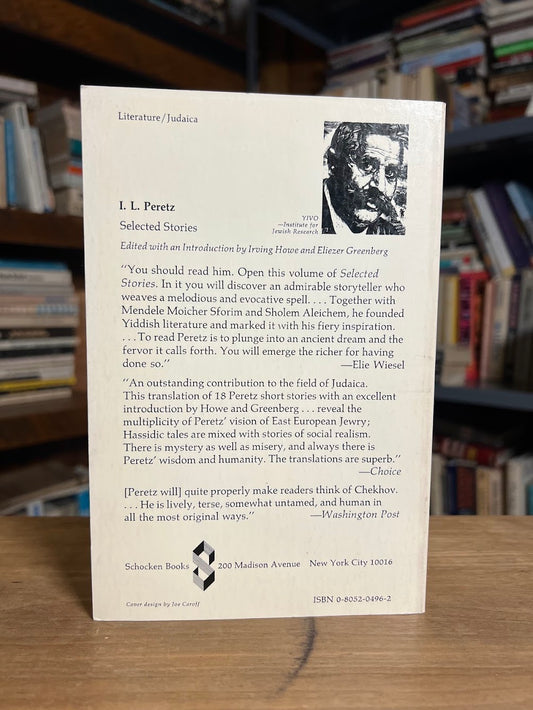 Literature/Judaica
YIVO
—Institute for
Jewish Research
I. L. Peretz
Selected Stories
Edited with an Introduction by Irving Howe and Eliezer Greenberg
“You should read him. Open this volume of Selected
Stories. In it you will discover an admirable storyteller who
weaves a melodious and evocative spell. . . . Together with
Mendele Moicher Sforim and Sholem Aleichem, he founded
Yiddish literature and marked it with his fiery inspiration.
. . . To read Peretz is to plunge into an ancient dream and the
fervor it calls forth. You will emerge the richer for having
done so.” —Elie Wiesel
“An outstanding contribution to the field of Judaica.
This translation of 18 Peretz short stories with an excellent
introduction by Howe and Greenberg . . . reveal the
multiplicity of Peretz’ vision of East European Jewry;
Hassidic tales are mixed with stories of social realism.
There is mystery as well as misery, and always there is
Peretz’ wisdom and humanity. The translations are superb.”
—Choice
[Peretz will] quite properly make readers think of Chekhov.
. . . He is lively, terse, somewhat untamed, and human in
all the most original ways.” —Washington Post
Schocken Books 200 Madison Avenue New York City 10016
Cover design by Joe Caroff
ISBN 0-8052-0496-2